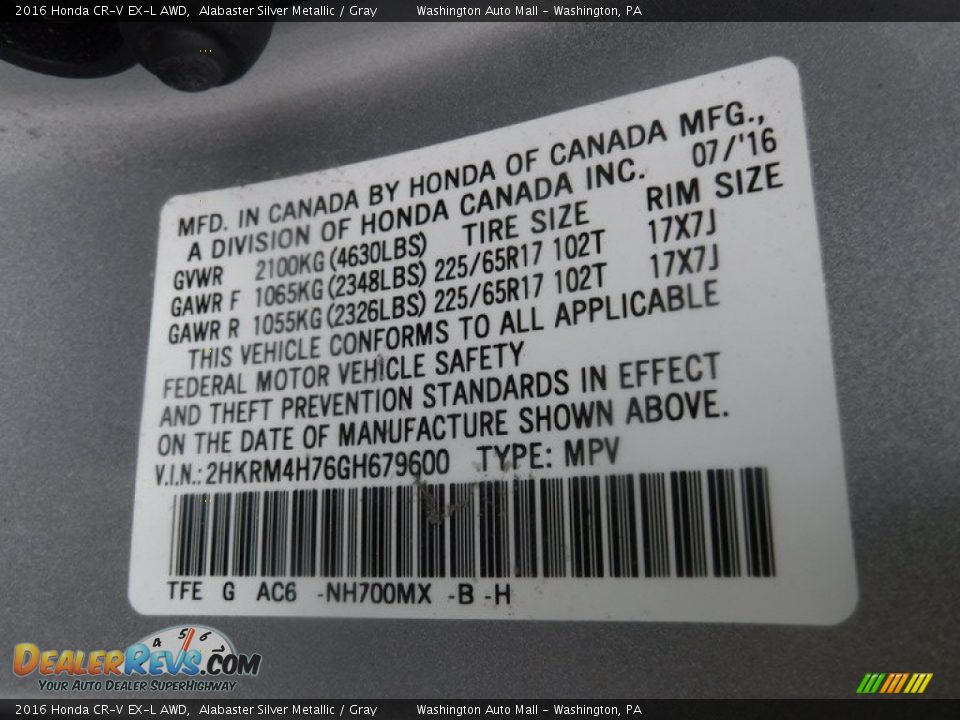 2016 Honda CR-V EX-L AWD, Alabaster Silver Metallic / Gray Washington Auto Mall - Washington, PA
MFD. IN CANADA BY HONDA OF CANADA MFG.,
A DIVISION OF HONDA CANADA INC. 07/'16
GVWR 2100KG (4630LBS) TIRE SIZE RIM SIZE
GAWR F 1065KG (2348LBS) 225/65R17 102T 17X7J
GAWR R 1055KG (2326LBS) 225/65R17 102T 17X7J
THIS VEHICLE CONFORMS TO ALL APPLICABLE
FEDERAL MOTOR VEHICLE SAFETY
AND THEFT PREVENTION STANDARDS IN EFFECT
ON THE DATE OF MANUFACTURE SHOWN ABOVE.
V.I.N.: 2HKRM4H76GH679600 TYPE: MPV
TFE G AC6 -NH700MX -B -H
4 5 6 7
DealerRevs.com
Your Auto Dealer SuperHighway
2016 Honda CR-V EX-L AWD, Alabaster Silver Metallic / Gray Washington Auto Mall - Washington, PA